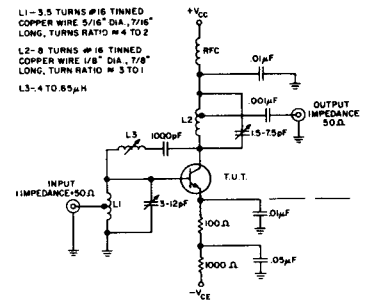 L1-3.5 TURNS #16 TINNED
COPPER WIRE 5/16" DIA., 7/16"
LONG, TURNS RATIO ≈ 4 TO 2
L2-8 TURNS #16 TINNED
COPPER WIRE 1/8" DIA., 7/8"
LONG, TURN RATIO ≈ 3 TO 1
L3-.4 TO .65μH
+VCC
RFC
.01μF
.001μF
OUTPUT
IMPEDANCE
50Ω
L2
1.5-7.5pF
L3
1000pF
T.U.T.
INPUT
IMPEDANCE=50Ω
L1
3-12pF
100Ω
.01μF
1000Ω
.05μF
-VCE